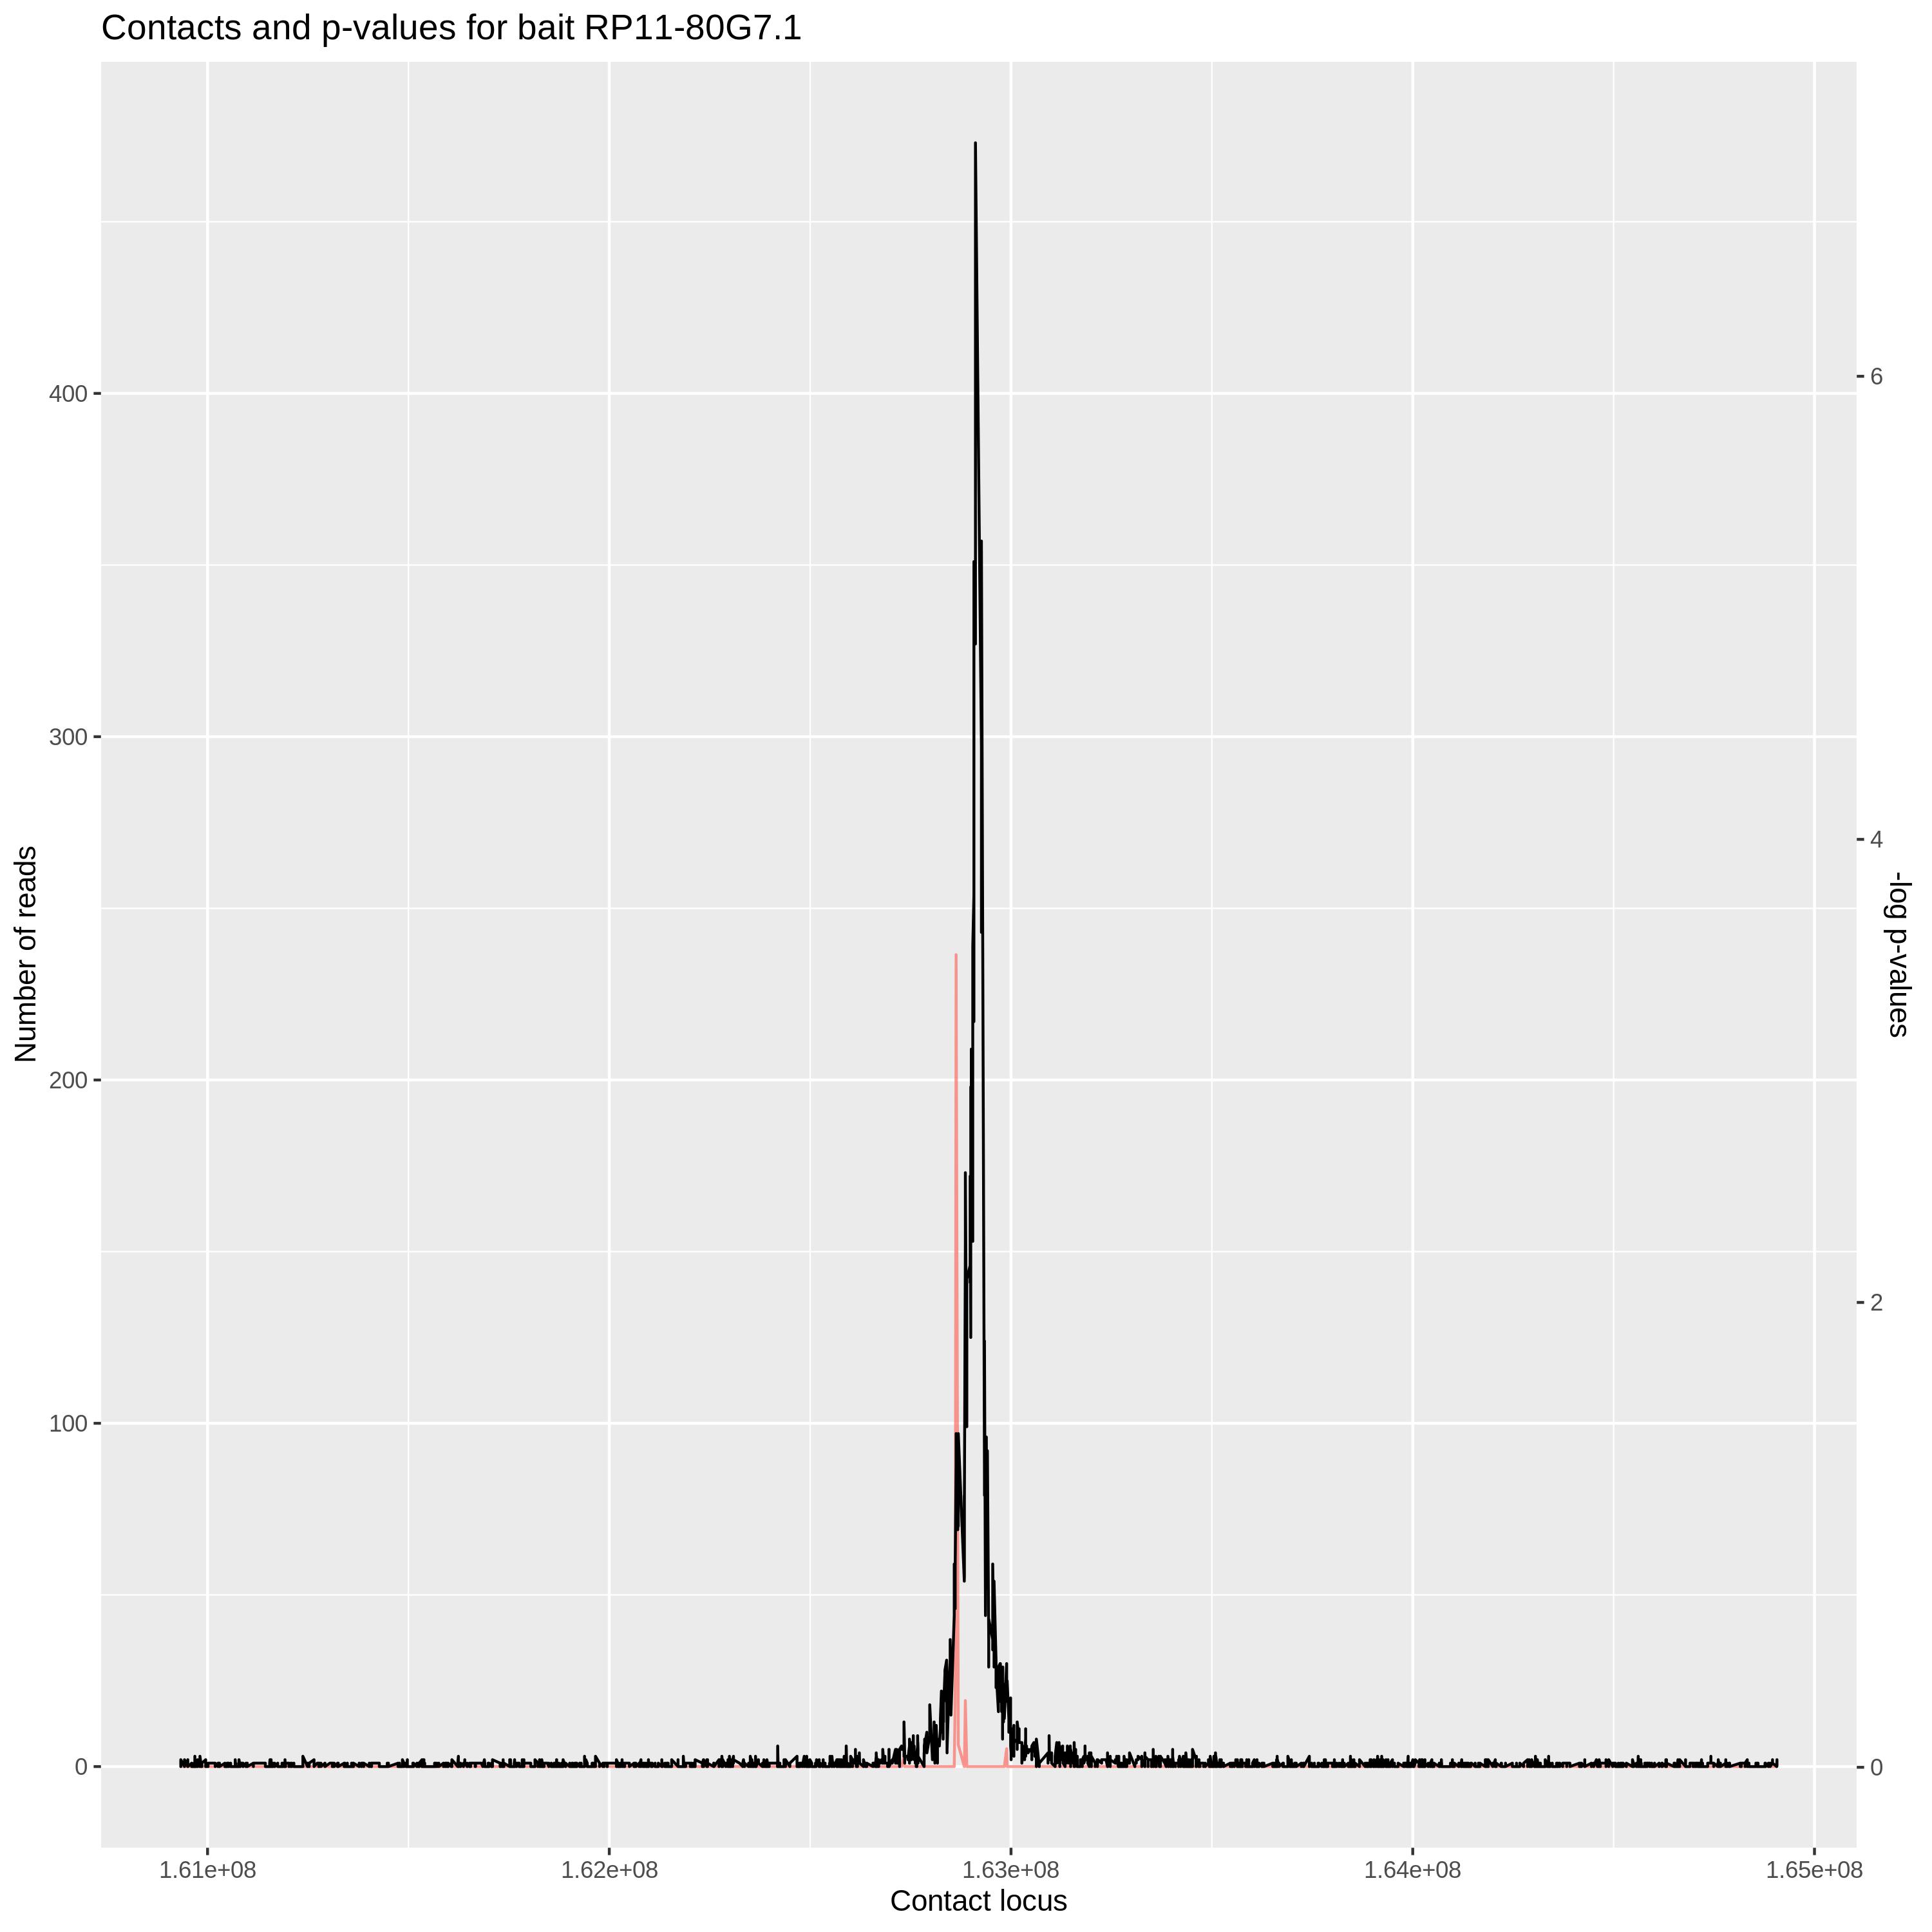 Contacts and p-values for bait RP11-80G7.1
Number of reads
400
300
200
100
0
6
4
2
0
-log p-values
1.61e+08 1.62e+08 1.63e+08 1.64e+08 1.65e+08
Contact locus